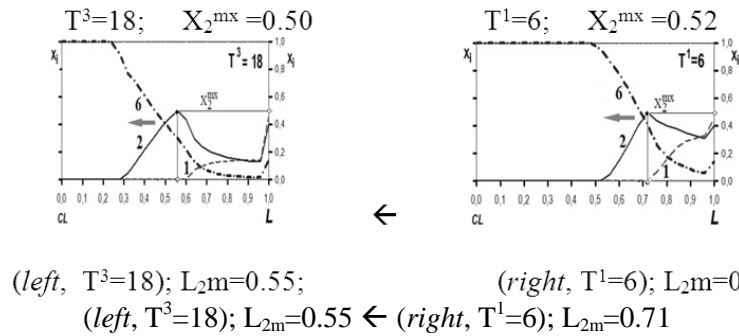 T³=18; X₂ᵐˣ =0.50
T¹=6; X₂ᵐˣ =0.52
xᵢ
T³= 18
1,0
0,8
0,6
0,4
0,2
0,0
6
2
1
X₂ᵐˣ
0,0 0,1 0,2 0,3 0,4 0,5 0,6 0,7 0,8 0,9 1,0
CL
L
←
xᵢ
T¹=6
xᵢ
1,0
0,8
0,6
0,4
0,2
0,0
6
2
1
X₂ᵐˣ
0,0 0,1 0,2 0,3 0,4 0,5 0,6 0,7 0,8 0,9 1,0
CL
L
(left, T³=18); L₂m=0.55;
(right, T¹=6); L₂m=0
(left, T³=18); L₂ₘ=0.55 ← (right, T¹=6); L₂ₘ=0.71